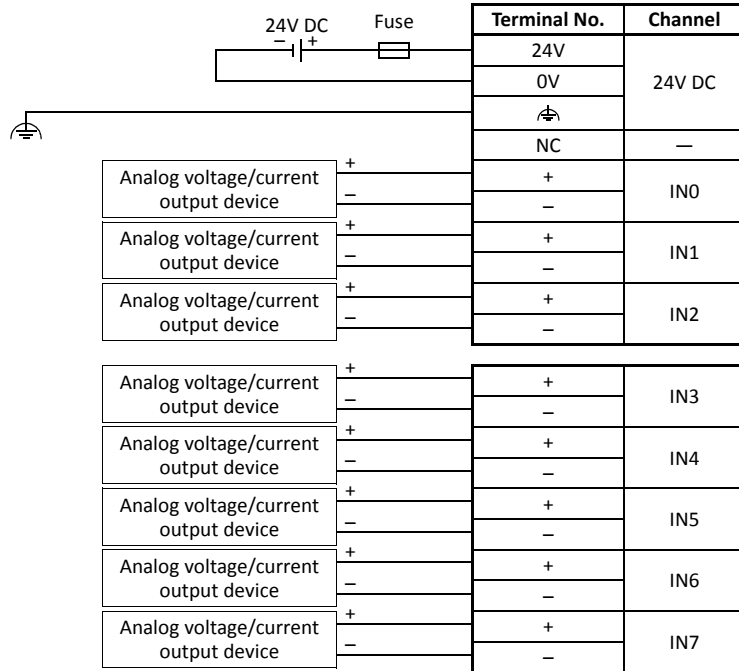 24V DC
– +
Fuse
Terminal No. Channel
24V
0V
24V DC
NC —
Analog voltage/current
output device
+
–
+
–
IN0
Analog voltage/current
output device
+
–
+
–
IN1
Analog voltage/current
output device
+
–
+
–
IN2
Analog voltage/current
output device
+
–
+
–
IN3
Analog voltage/current
output device
+
–
+
–
IN4
Analog voltage/current
output device
+
–
+
–
IN5
Analog voltage/current
output device
+
–
+
–
IN6
Analog voltage/current
output device
+
–
+
–
IN7